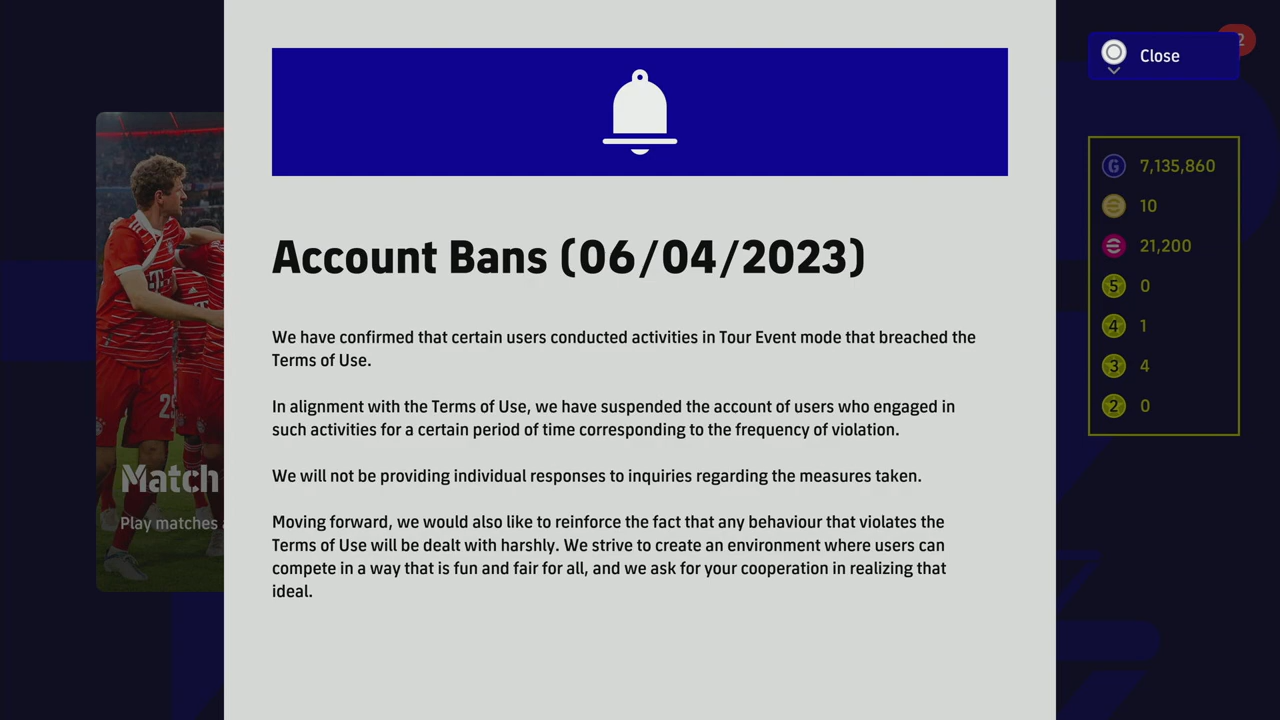 Account Bans (06/04/2023)
We have confirmed that certain users conducted activities in Tour Event mode that breached the
Terms of Use.
In alignment with the Terms of Use, we have suspended the account of users who engaged in
such activities for a certain period of time corresponding to the frequency of violation.
We will not be providing individual responses to inquiries regarding the measures taken.
Moving forward, we would also like to reinforce the fact that any behaviour that violates the
Terms of Use will be dealt with harshly. We strive to create an environment where users can
compete in a way that is fun and fair for all, and we ask for your cooperation in realizing that
ideal.
Match
Play matches
Close
2
G 7,135,860
10
21,200
5 0
4 1
3 4
2 0